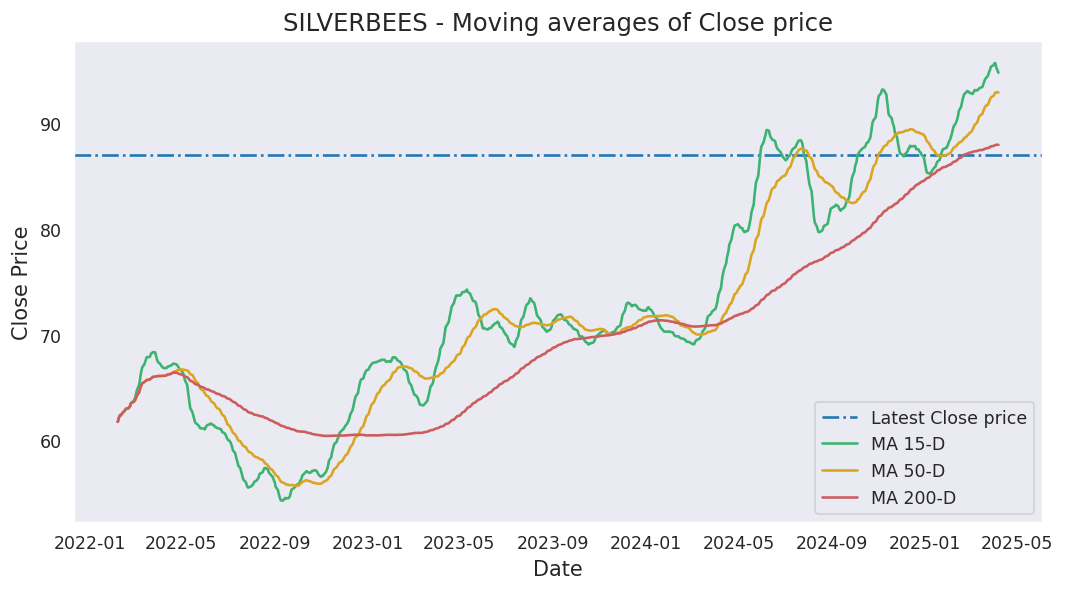 SILVERBEES - Moving averages of Close price
90
80
70
60
Close Price
Latest Close price
MA 15-D
MA 50-D
MA 200-D
2022-01 2022-05 2022-09 2023-01 2023-05 2023-09 2024-01 2024-05 2024-09 2025-01 2025-05
Date